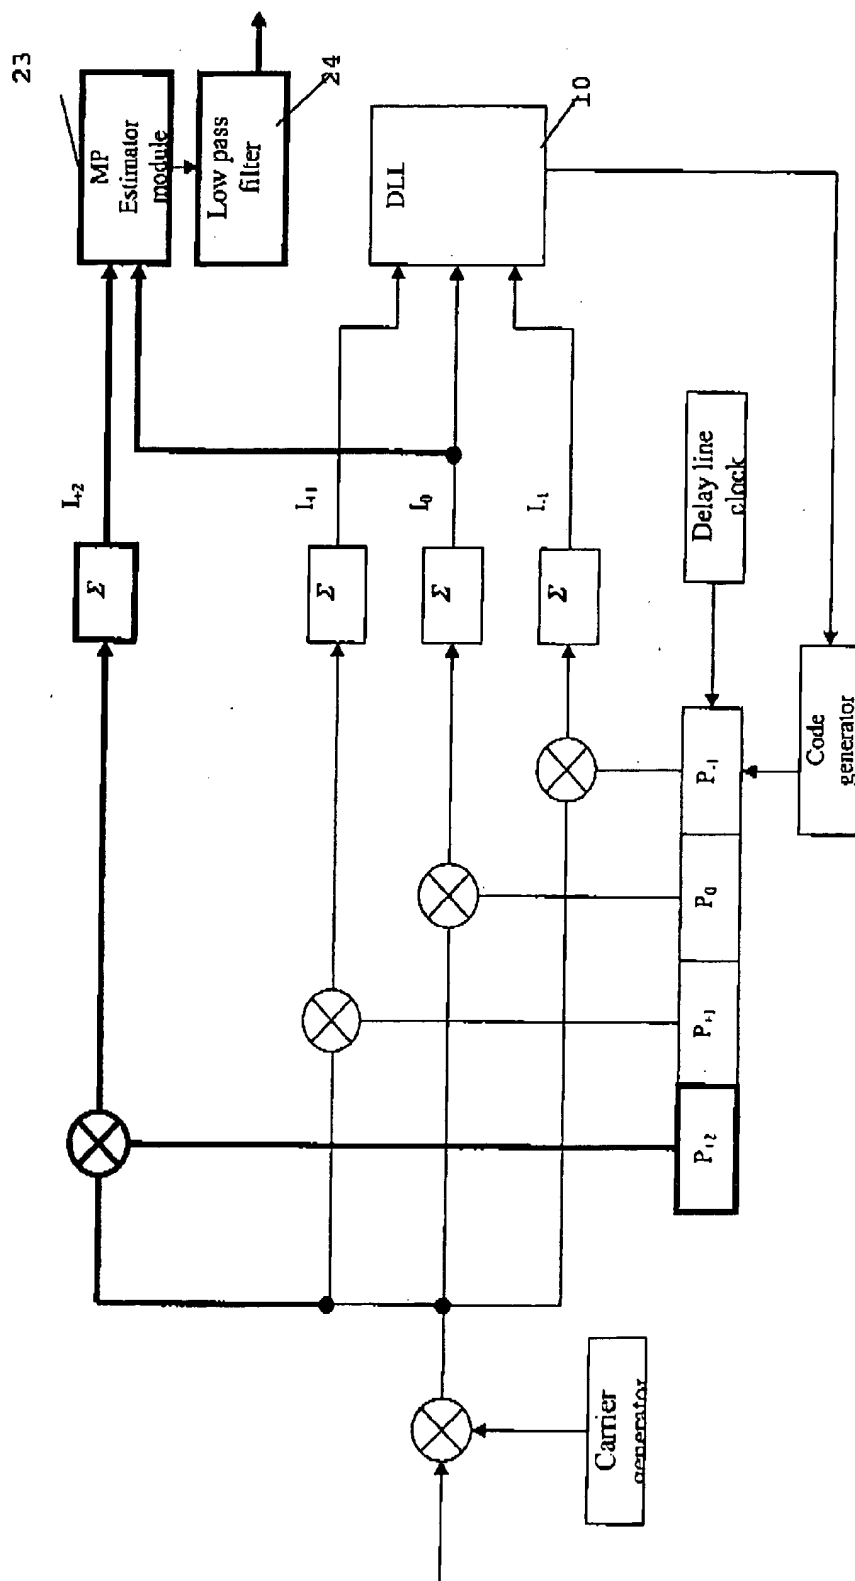 23
MP
Estimator
module
24
Low pass
filter
10
DLL
I+2
I+1
I0
I-1
Σ
Σ
Σ
Σ
Delay line
clock
P+2
P+1
P0
P-1
Code
generator
Carrier
generator